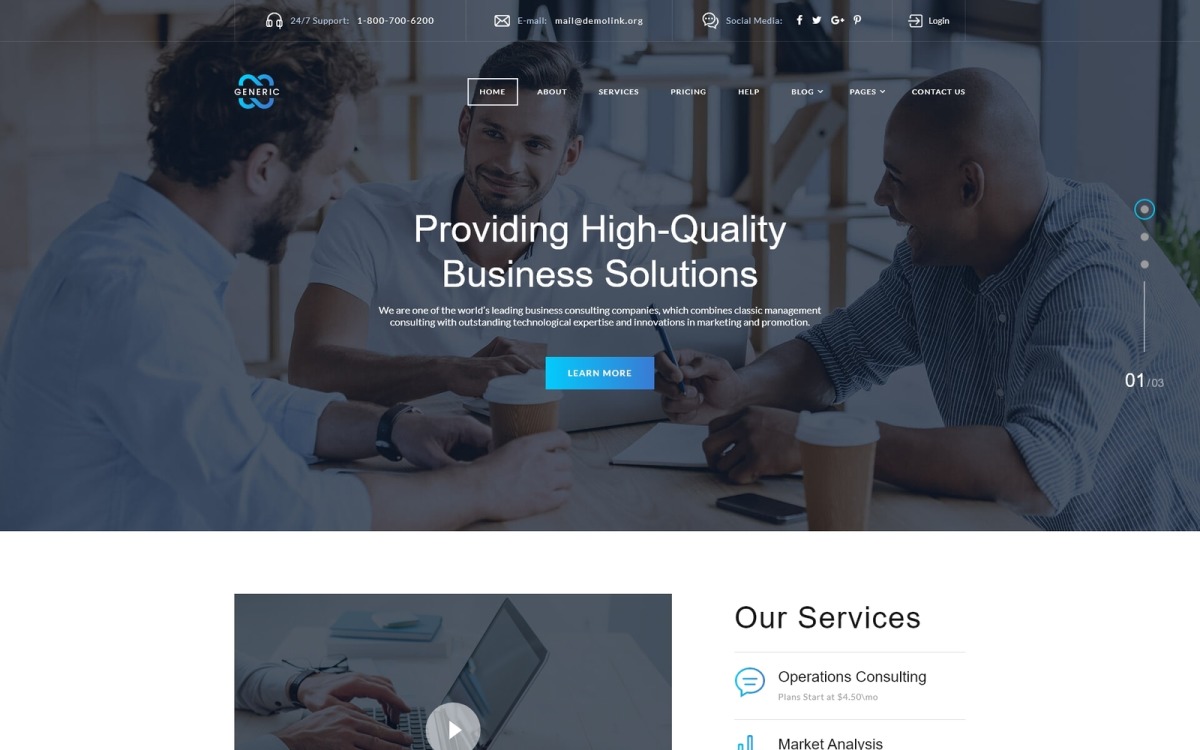 24/7 Support: 1-800-700-6200
E-mail: mail@demolink.org
Social Media:
Login
GENERIC
HOME
ABOUT
SERVICES
PRICING
HELP
BLOG
PAGES
CONTACT US
Providing High-Quality
Business Solutions
We are one of the world's leading business consulting companies, which combines classic management
consulting with outstanding technological expertise and innovations in marketing and promotion.
LEARN MORE
01/03
Our Services
Operations Consulting
Plans Start at $4.50\mo
Market Analysis